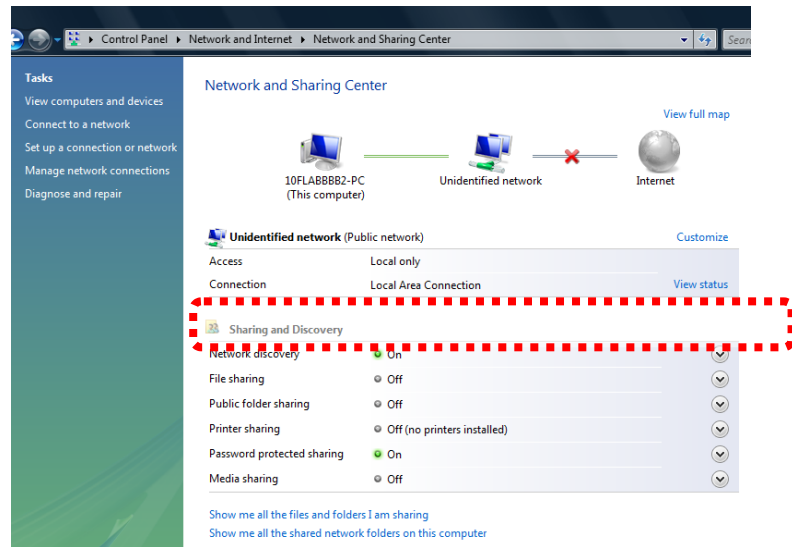 Control Panel ▸ Network and Internet ▸ Network and Sharing Center
Tasks
View computers and devices
Connect to a network
Set up a connection or network
Manage network connections
Diagnose and repair
Network and Sharing Center
View full map
10FLABBBB2-PC
(This computer)
Unidentified network
Internet
Unidentified network (Public network) Customize
Access Local only
Connection Local Area Connection View status
Sharing and Discovery
Network discovery On
File sharing Off
Public folder sharing Off
Printer sharing Off (no printers installed)
Password protected sharing On
Media sharing Off
Show me all the files and folders I am sharing
Show me all the shared network folders on this computer